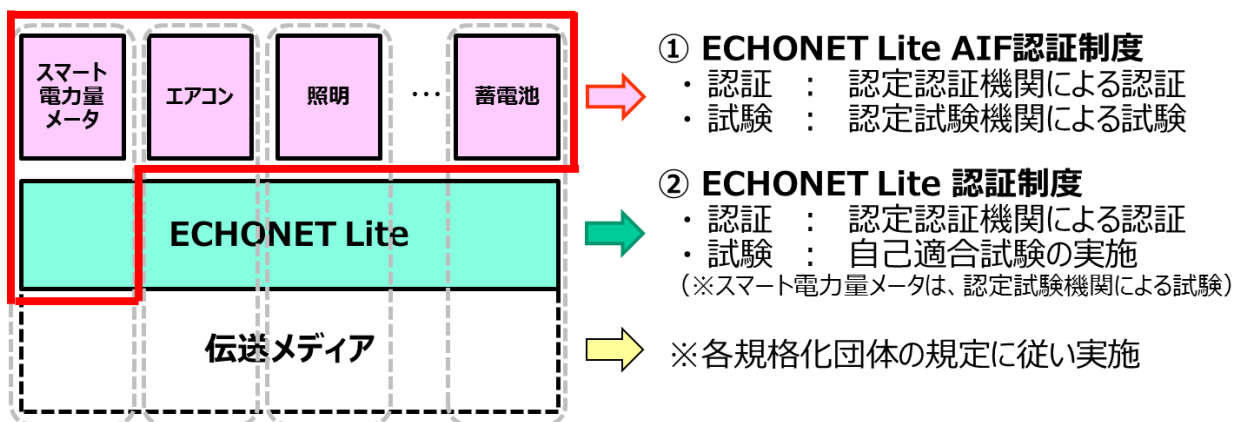 スマート
電力量
メータ
エアコン
照明
…
蓄電池
ECHONET Lite
伝送メディア
① ECHONET Lite AIF認証制度
・認証 : 認定認証機関による認証
・試験 : 認定試験機関による試験
② ECHONET Lite 認証制度
・認証 : 認定認証機関による認証
・試験 : 自己適合試験の実施
（※スマート電力量メータは、認定試験機関による試験）
※各規格化団体の規定に従い実施